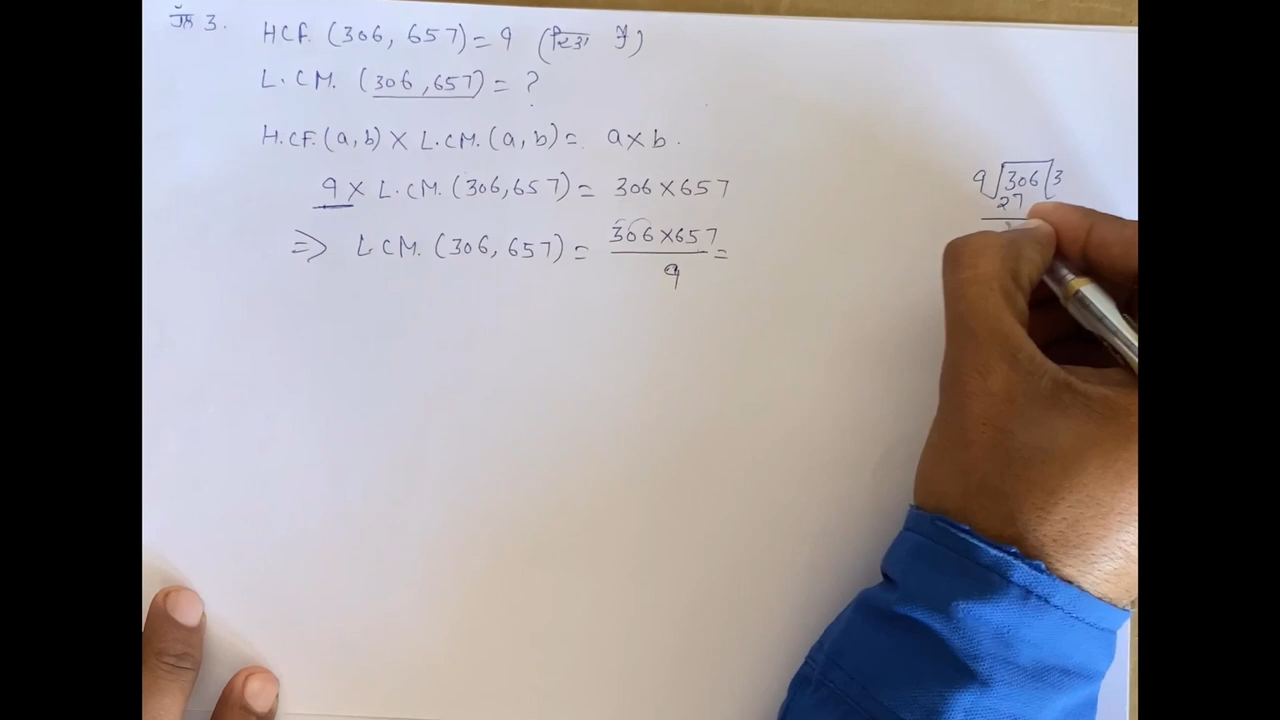 ਹੱਲ 3. HCF. (306, 657) = 9 (ਦਿੱਤਾ ਹੈ)
L.CM. (306,657) = ?
H.CF.(a,b) X L.CM.(a,b) = a x b.
9 X L.CM.(306,657) = 306 X 657
⇒ LCM. (306,657) = 306 X 657 / 9 =
9 306 3
27